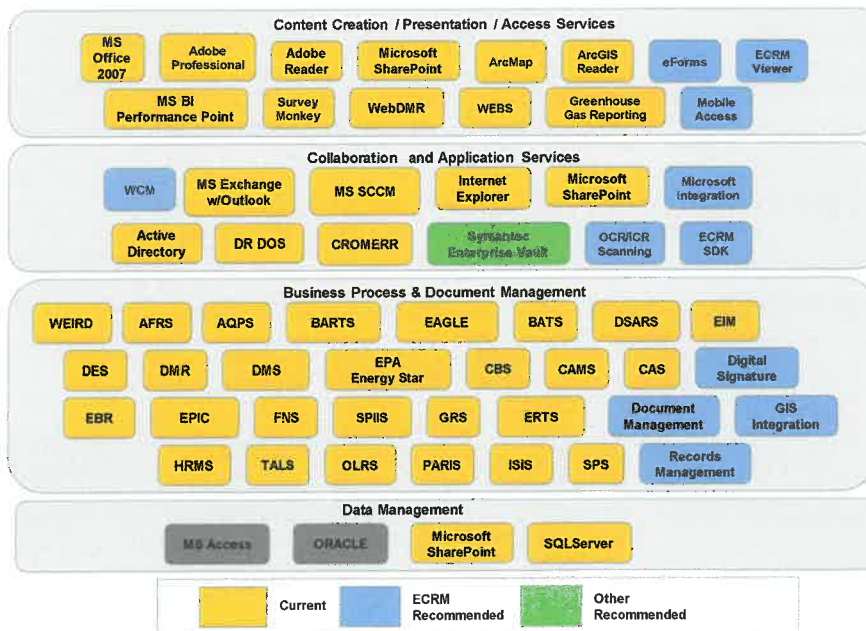 Content Creation / Presentation / Access Services
MS
Office
2007
Adobe
Professional
Adobe
Reader
Microsoft
SharePoint
ArcMap
ArcGIS
Reader
eForms
ECRM
Viewer
MS BI
Performance Point
Survey
Monkey
WebDMR
WEBS
Greenhouse
Gas Reporting
Mobile
Access
Collaboration and Application Services
WCM
MS Exchange
w/Outlook
MS SCCM
Internet
Explorer
Microsoft
SharePoint
Microsoft
Integration
Active
Directory
DR DOS
CROMERR
Symantec
Enterprise Vault
OCR/ICR
Scanning
ECRM
SDK
Business Process & Document Management
WEIRD
AFRS
AQPS
BARTS
EAGLE
BATS
DSARS
EIM
DES
DMR
DMS
EPA
Energy Star
CBS
CAMS
CAS
Digital
Signature
EBR
EPIC
FNS
SPIIS
GRS
ERTS
Document
Management
GIS
Integration
HRMS
TALS
OLRS
PARIS
ISIS
SPS
Records
Management
Data Management
MS Access
ORACLE
Microsoft
SharePoint
SQLServer
Current
ECRM
Recommended
Other
Recommended